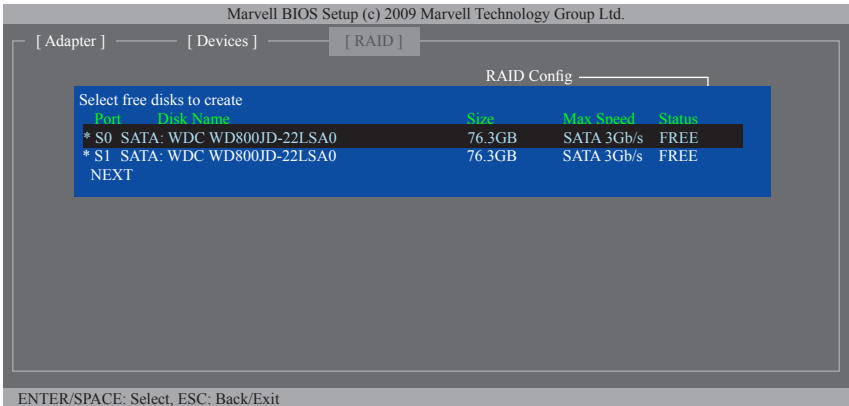 Marvell BIOS Setup (c) 2009 Marvell Technology Group Ltd.
[ Adapter ] [ Devices ] [ RAID ]
RAID Config
Select free disks to create
Port Disk Name Size Max Speed Status
* S0 SATA: WDC WD800JD-22LSA0 76.3GB SATA 3Gb/s FREE
* S1 SATA: WDC WD800JD-22LSA0 76.3GB SATA 3Gb/s FREE
NEXT
ENTER/SPACE: Select, ESC: Back/Exit